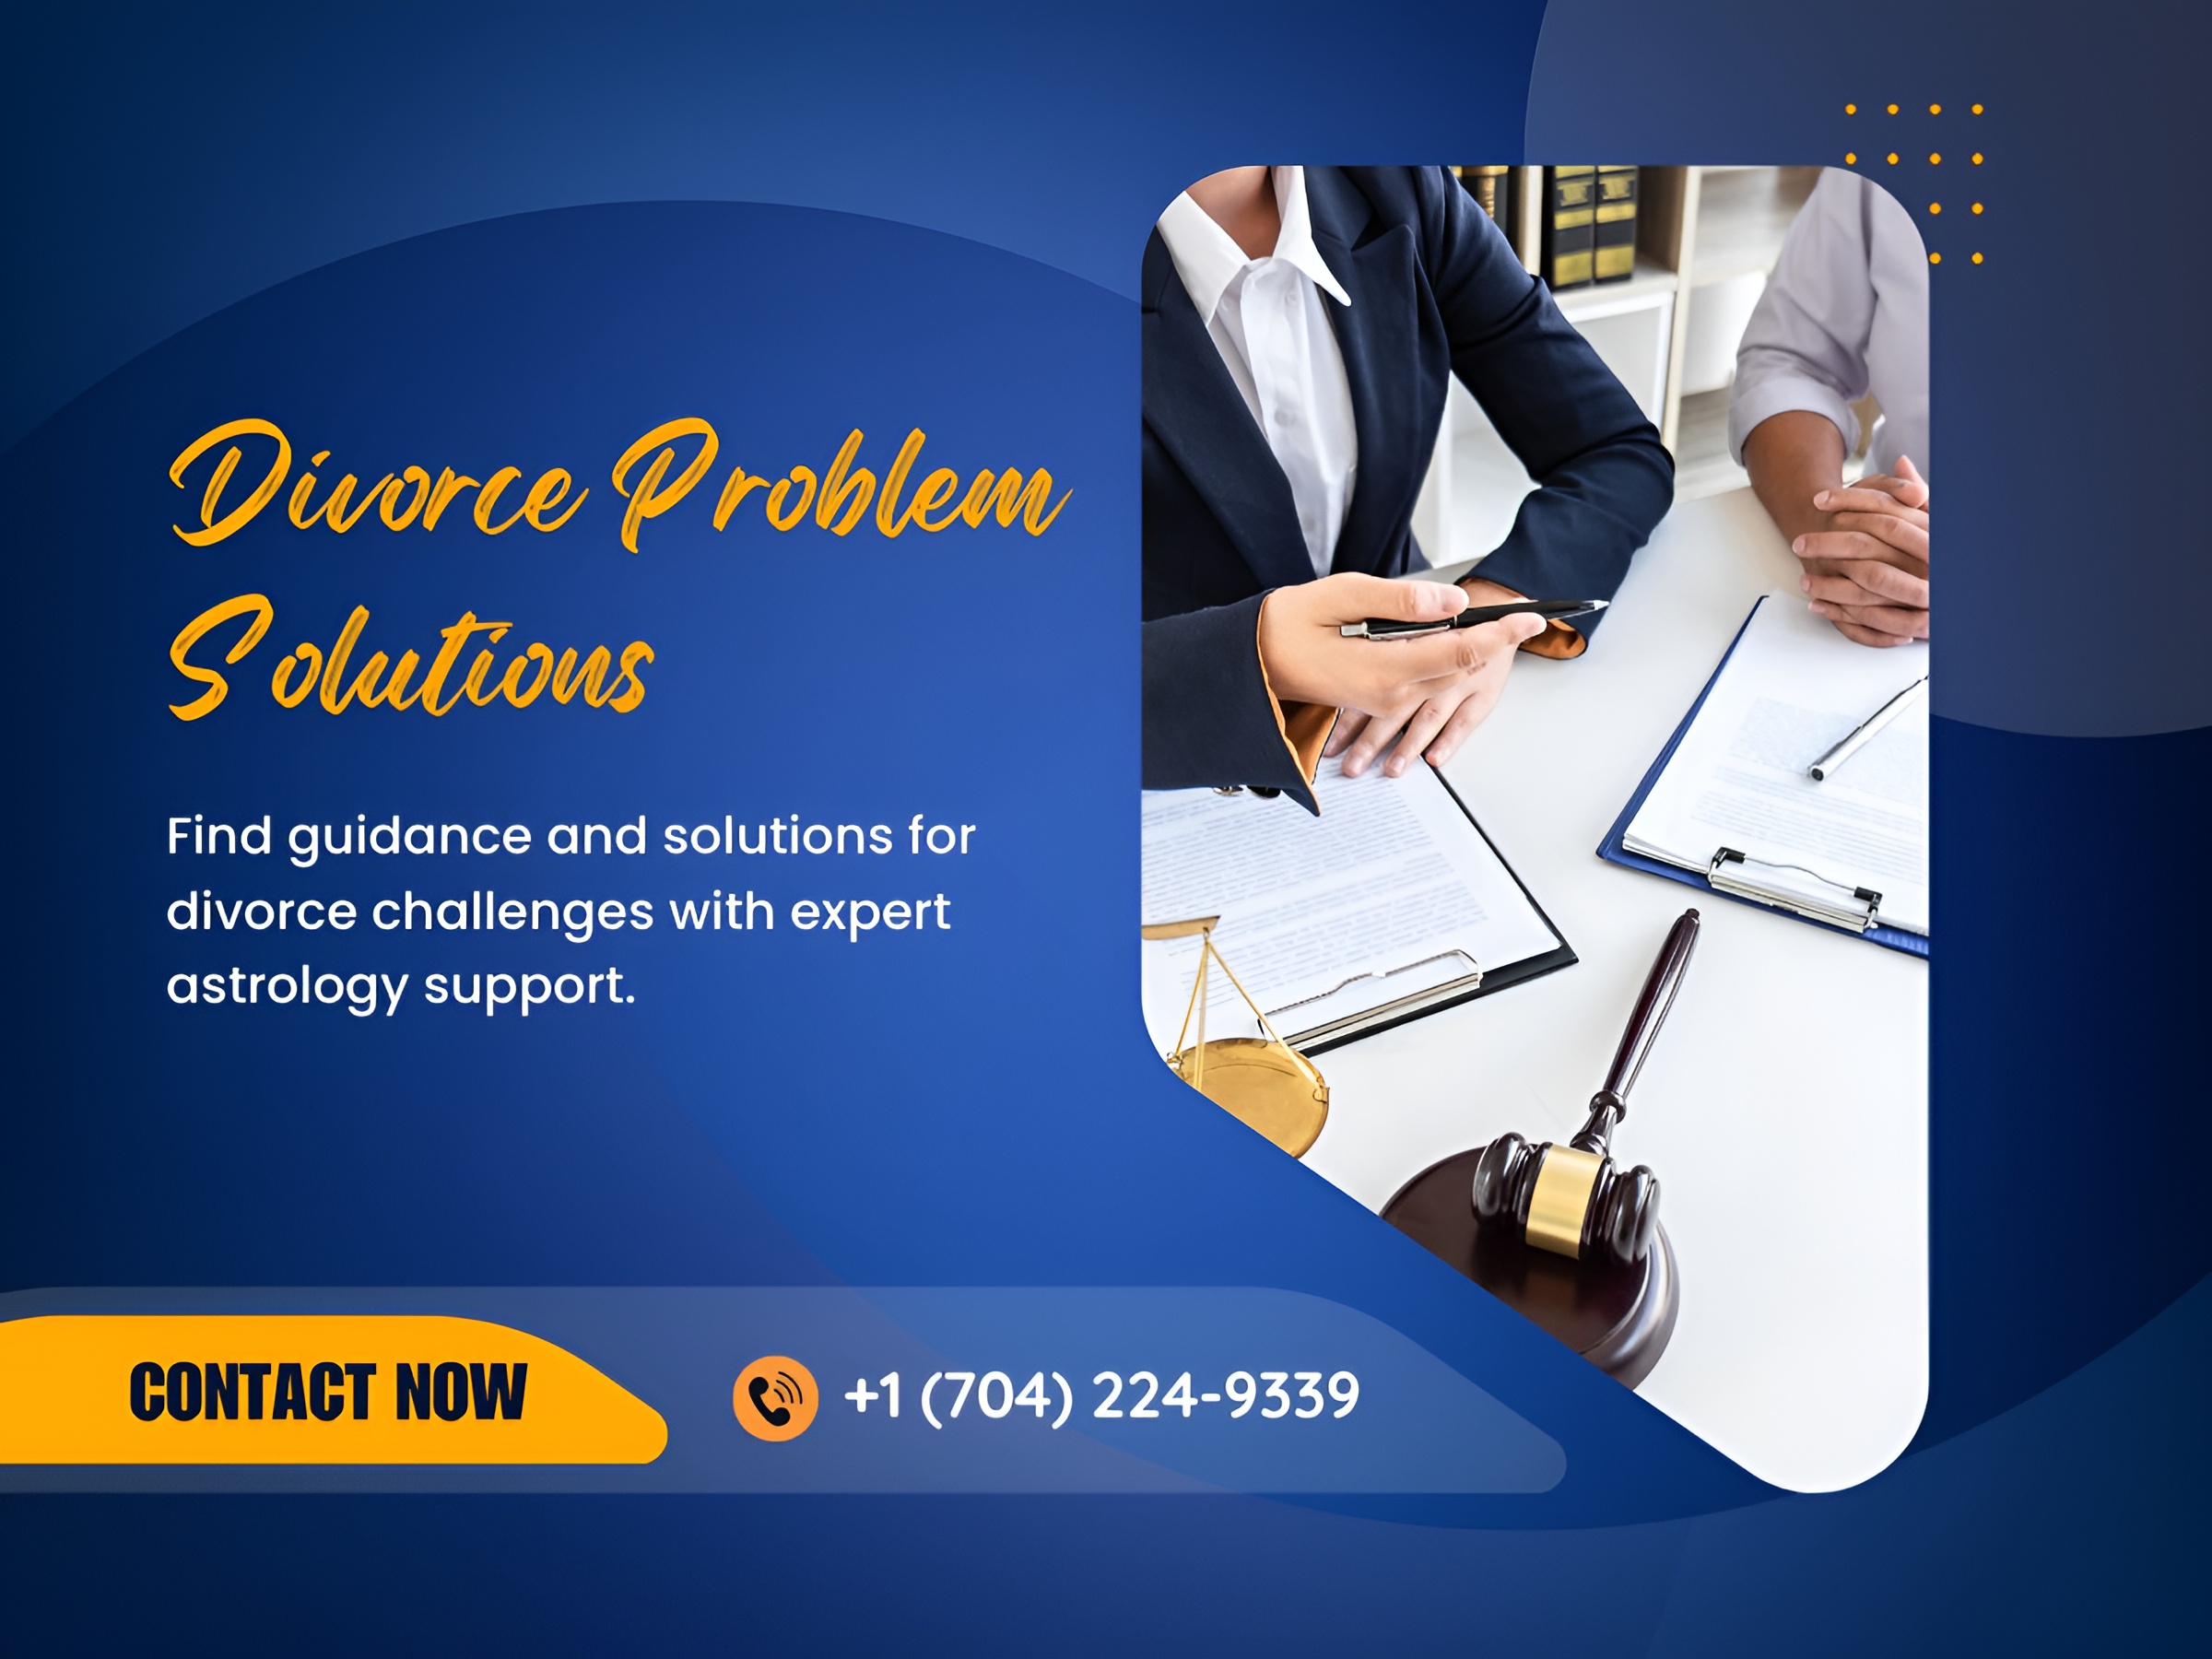 Divorce Problem
Solutions
Find guidance and solutions for
divorce challenges with expert
astrology support.
CONTACT NOW
+1 (704) 224-9339